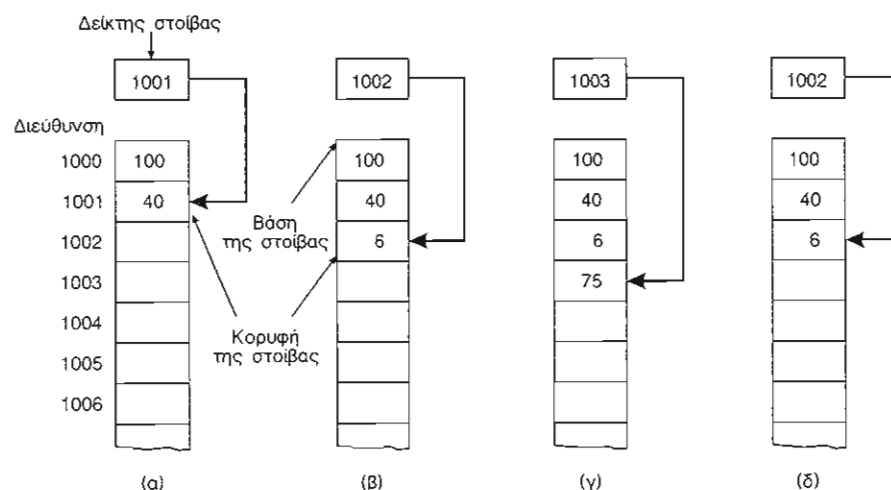 Δείκτης στοίβας
1001 1002 1003 1002
Διεύθυνση
1000 100 100 100 100
1001 40 40 40 40
1002 6 6 6
1003 75
1004
1005
1006
Βάση
της στοίβας
Κορυφή
της στοίβας
(α) (β) (γ) (δ)